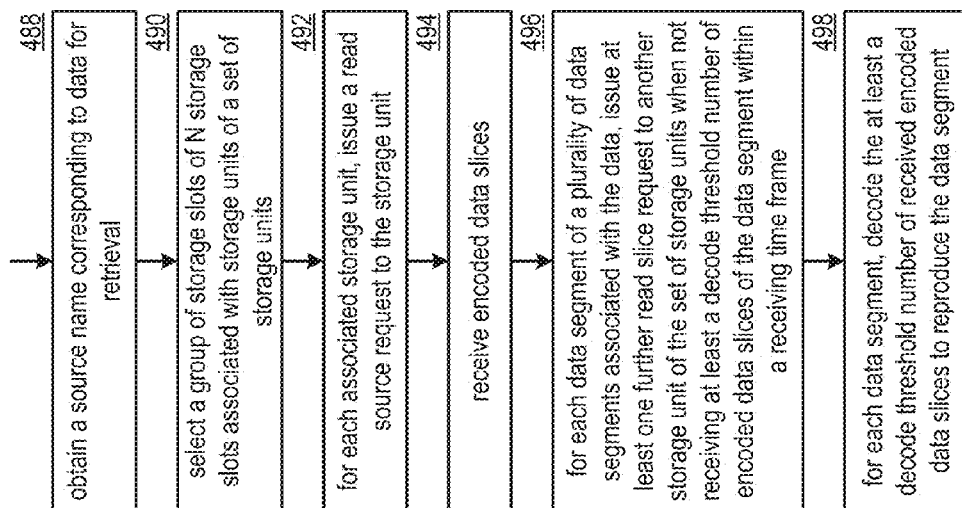 488
obtain a source name corresponding to data for
retrieval
490
select a group of storage slots of N storage
slots associated with storage units of a set of
storage units
492
for each associated storage unit, issue a read
source request to the storage unit
494
receive encoded data slices
496
for each data segment of a plurality of data
segments associated with the data, issue at
least one further read slice request to another
storage unit of the set of storage units when not
receiving at least a decode threshold number of
encoded data slices of the data segment within
a receiving time frame
498
for each data segment, decode the at least a
decode threshold number of received encoded
data slices to reproduce the data segment